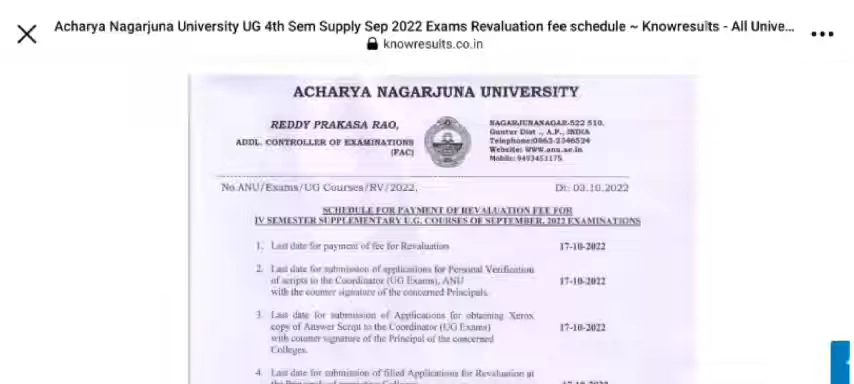 Acharya Nagarjuna University UG 4th Sem Supply Sep 2022 Exams Revaluation fee schedule ~ Knowresults - All Unive...
knowresults.co.in
ACHARYA NAGARJUNA UNIVERSITY
REDDY PRAKASA RAO,
ADDL. CONTROLLER OF EXAMINATIONS
(FAC)
NAGARJUNANAGAR-522 510.
Guntur Dist ., A.P., INDIA
Telephone:0863-2346524
Website: www.anu.ac.in
Mobile: 9493453175
No.ANU/Exams/UG Courses/RV/2022,
Dt: 03.10.2022
SCHEDULE FOR PAYMENT OF REVALUATION FEE FOR
IV SEMESTER SUPPLEMENTARY U.G. COURSES OF SEPTEMBER, 2022 EXAMINATIONS
1. Last date for payment of fee for Revaluation 17-10-2022
2. Last date for submission of applications for Personal Verification
of scripts to the Coordinator (UG Exams), ANU 17-10-2022
with the counter signature of the concerned Principals.
3. Last date for submission of Applications for obtaining Xerox
copy of Answer Script to the Coordinator (UG Exams) 17-10-2022
with counter signature of the Principal of the concerned
Colleges.
4. Last date for submission of filled Applications for Revaluation at
17-10-2022